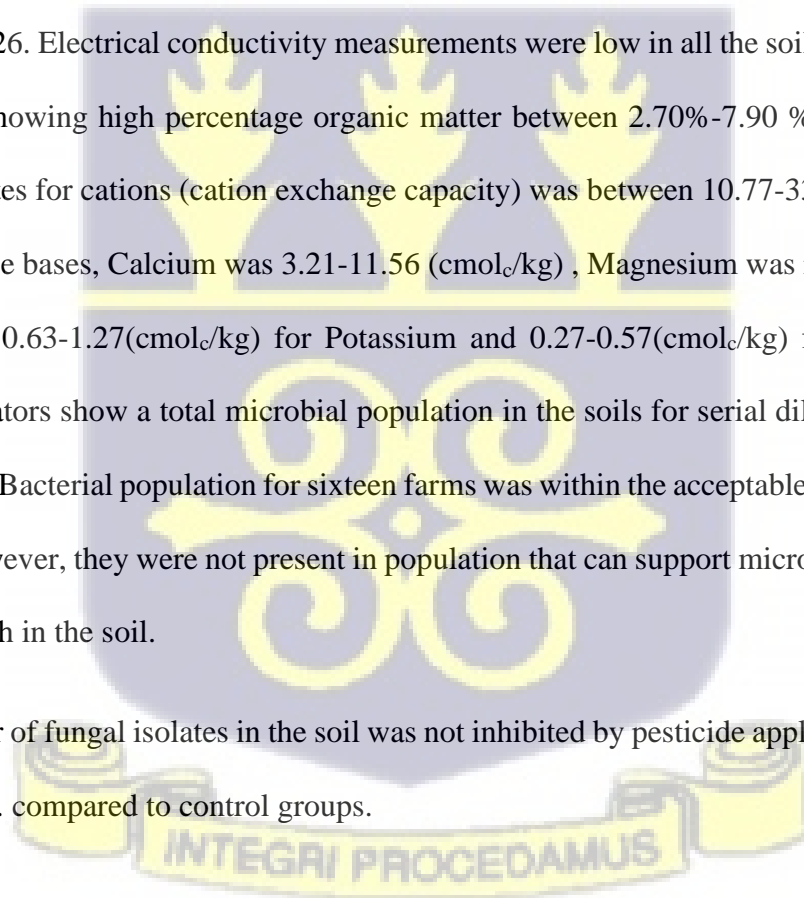 26. Electrical conductivity measurements were low in all the soil
howing high percentage organic matter between 2.70%-7.90 %
tes for cations (cation exchange capacity) was between 10.77-33
e bases, Calcium was 3.21-11.56 (cmolc/kg) , Magnesium was
0.63-1.27(cmolc/kg) for Potassium and 0.27-0.57(cmolc/kg)
ators show a total microbial population in the soils for serial dil
Bacterial population for sixteen farms was within the acceptable
vever, they were not present in population that can support micro
h in the soil.
r of fungal isolates in the soil was not inhibited by pesticide appl
. compared to control groups.
INTEGRI PROCEDAMUS